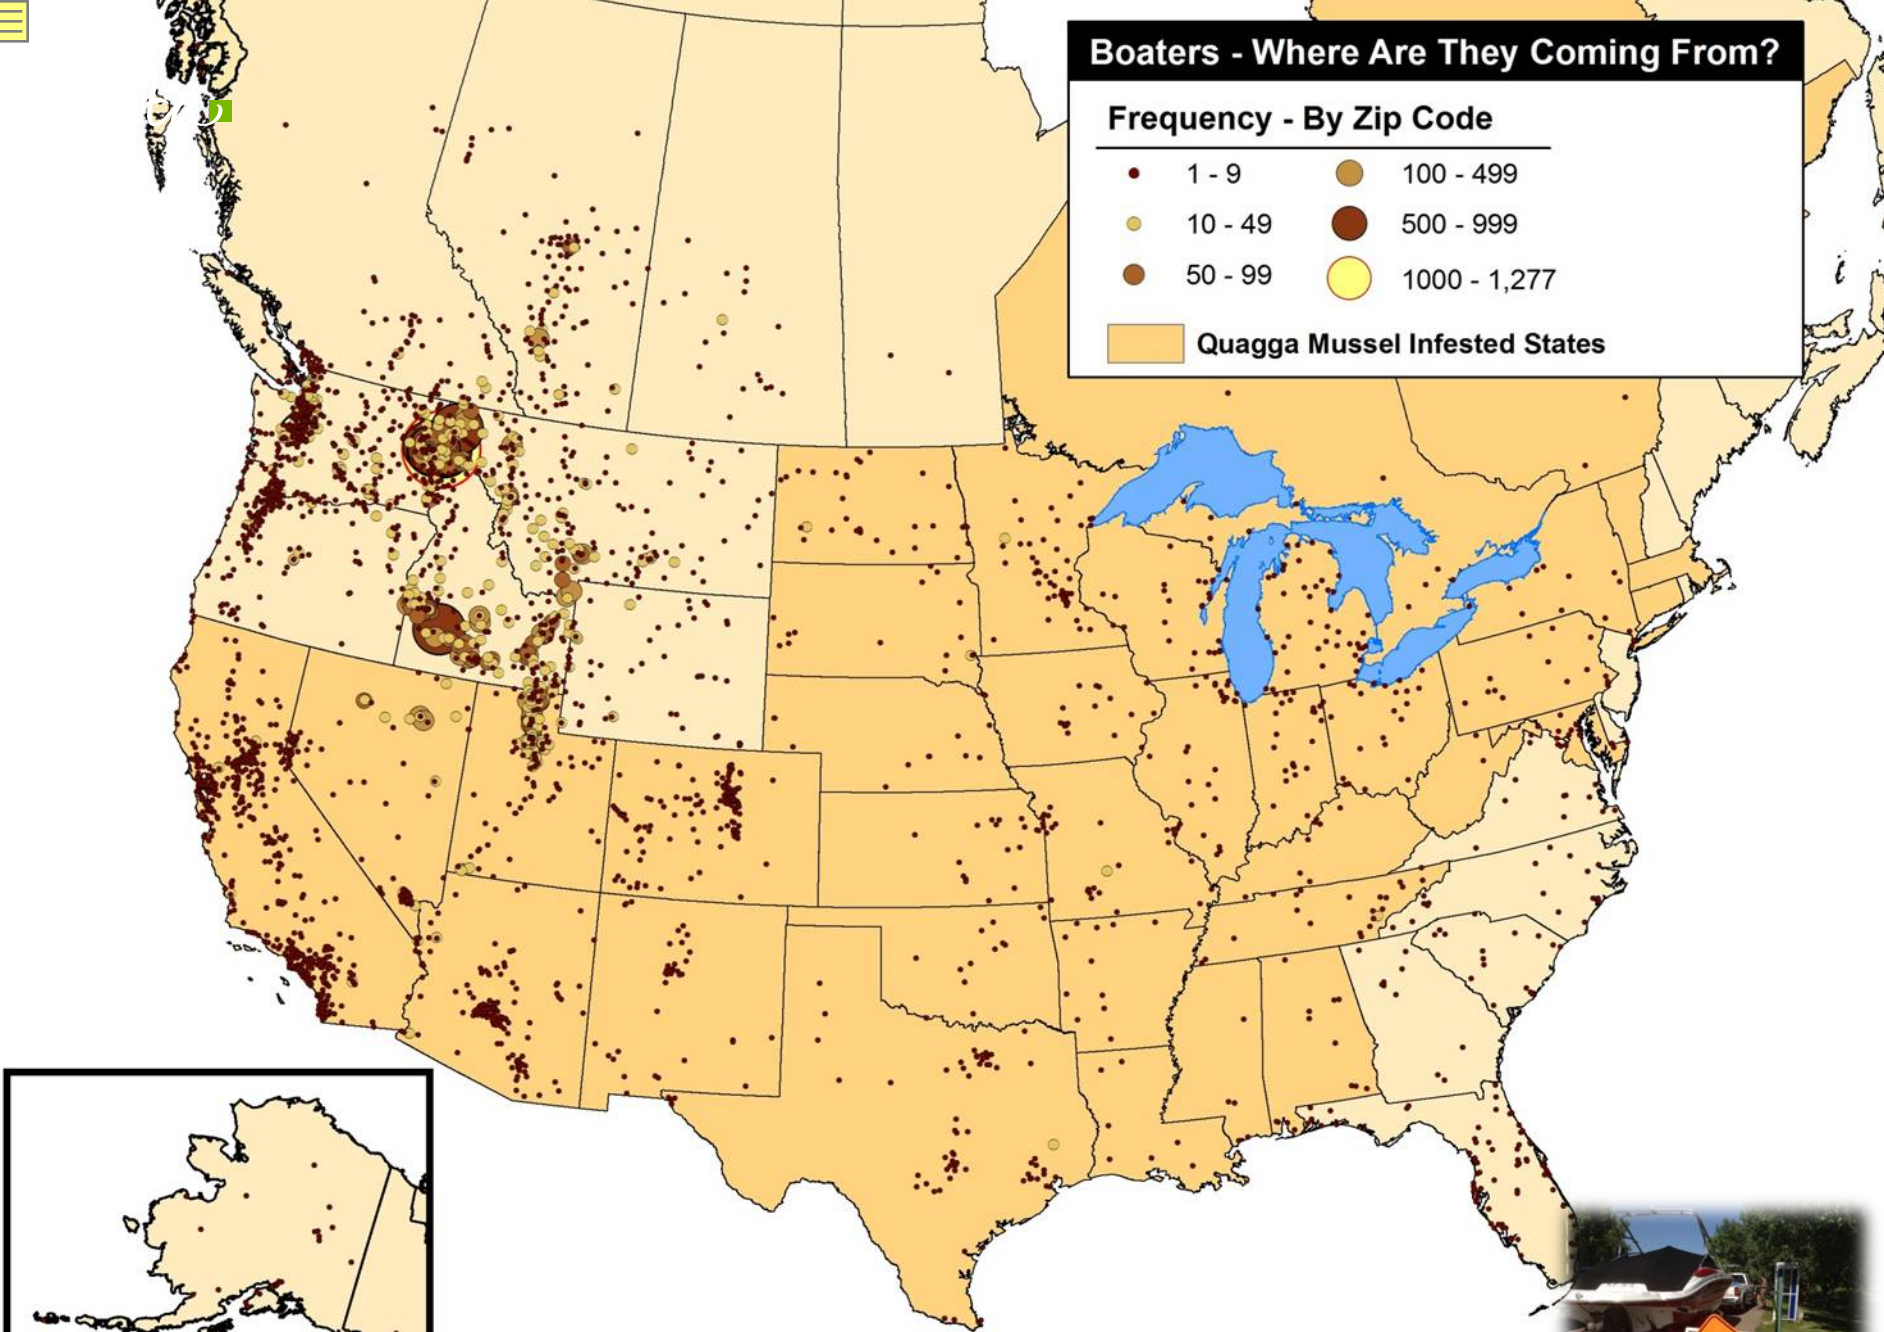 Boaters - Where Are They Coming From?
Frequency - By Zip Code
1 - 9
100 - 499
10 - 49
500 - 999
50 - 99
1000 - 1,277
Quagga Mussel Infested States